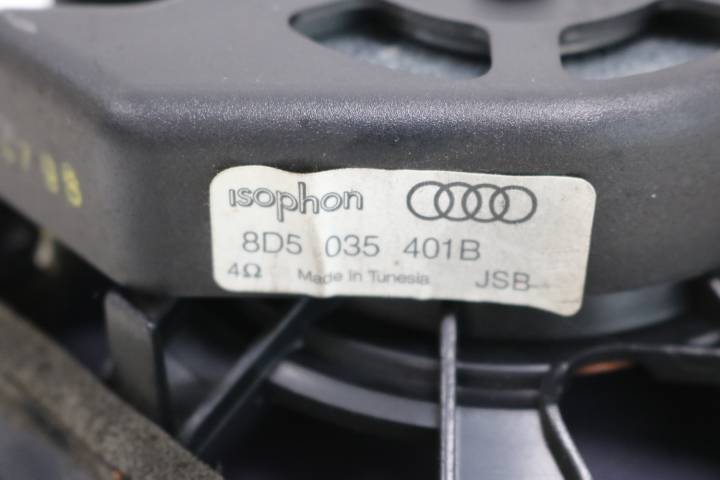 isophon
8D5 035 401B
4Ω Made In Tunesia JSB